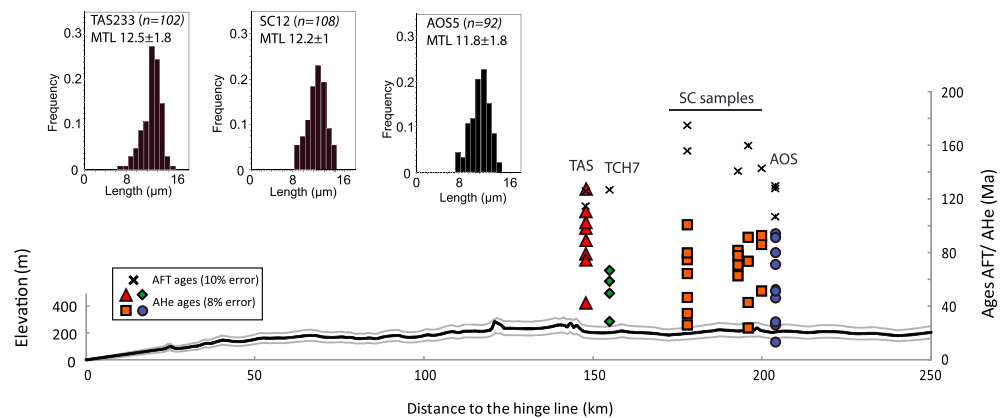 TAS233 (n=102)
MTL 12.5±1.8
0.3
0.2
0.1
0
Frequency
0 8 16
Length (µm)
SC12 (n=108)
MTL 12.2±1
0.3
0.2
0.1
0
Frequency
0 8 16
Length (µm)
AOS5 (n=92)
MTL 11.8±1.8
0.3
0.2
0.1
0
Frequency
0 8 16
Length (µm)
SC samples
TAS
TCH7
AOS
AFT ages (10% error)
AHe ages (8% error)
Elevation (m)
400
200
0
200
160
120
80
40
0
Ages AFT/ AHe (Ma)
0 50 100 150 200 250
Distance to the hinge line (km)